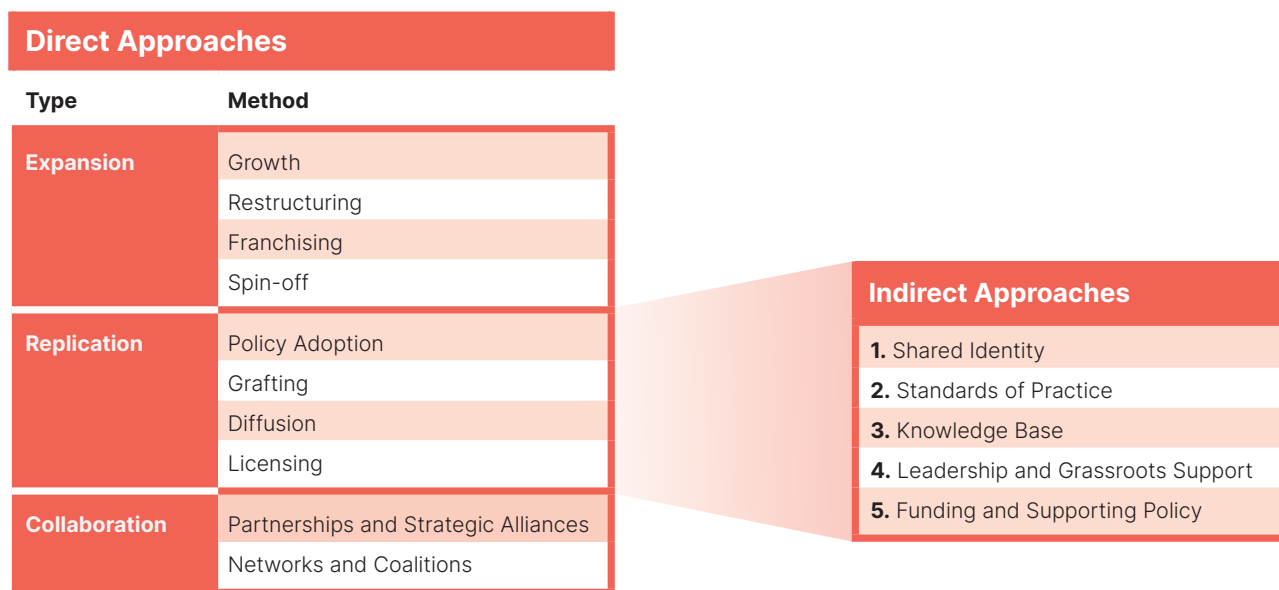 Direct Approaches
Type Method
Expansion Growth
Restructuring
Franchising
Spin-off
Replication Policy Adoption
Grafting
Diffusion
Licensing
Collaboration Partnerships and Strategic Alliances
Networks and Coalitions
Indirect Approaches
1. Shared Identity
2. Standards of Practice
3. Knowledge Base
4. Leadership and Grassroots Support
5. Funding and Supporting Policy